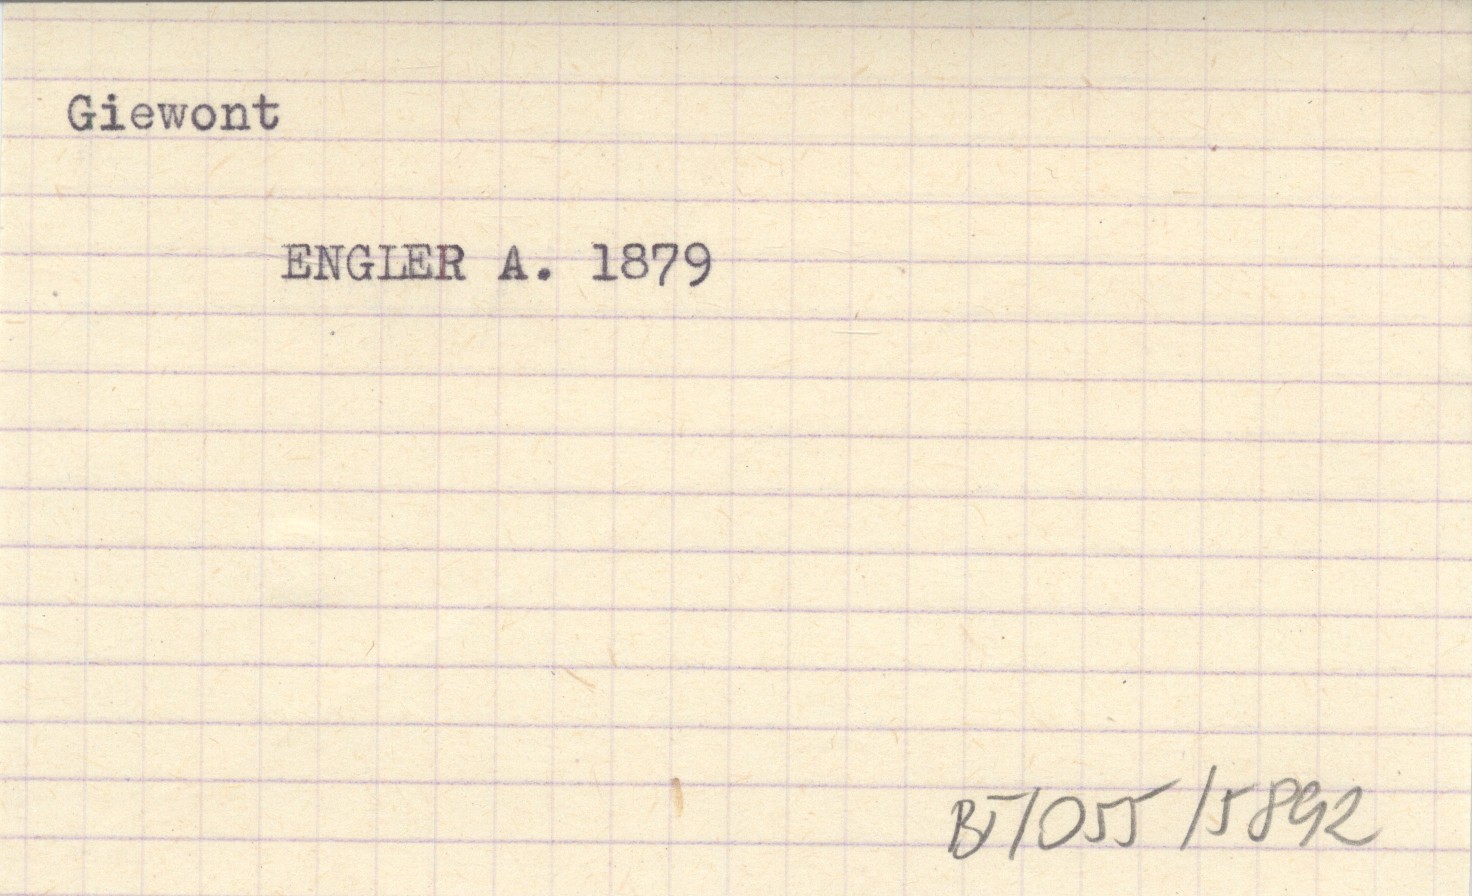 Giewont
ENGLER A. 1879
BT/055/5892